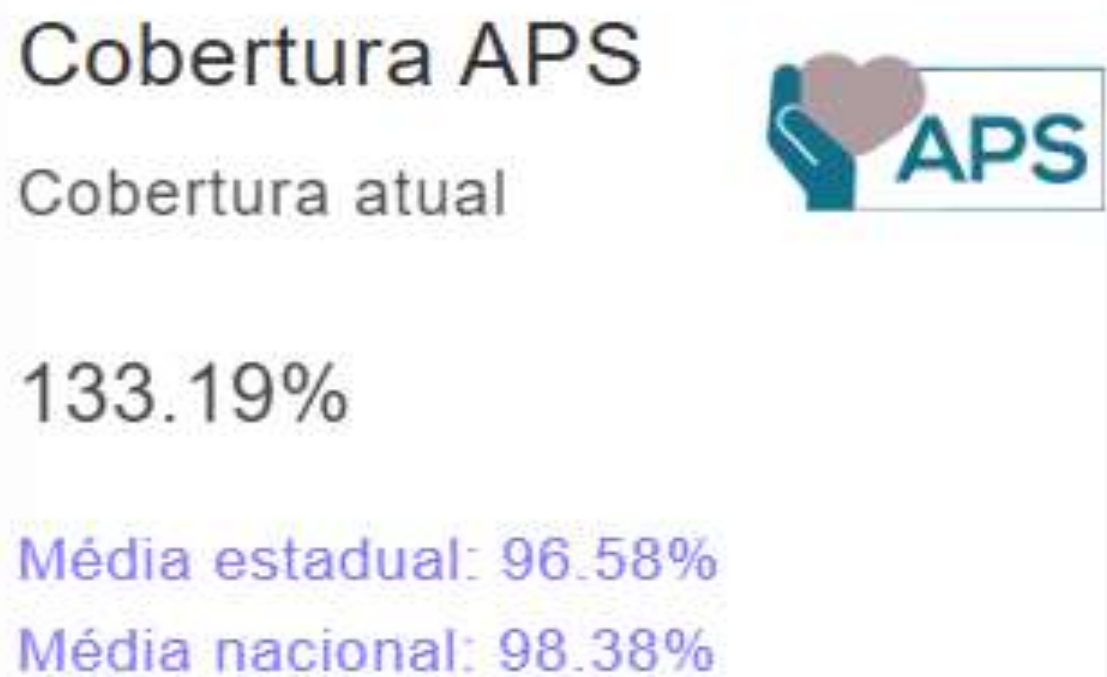 Cobertura APS
APS
Cobertura atual
133.19%
Média estadual: 96.58%
Média nacional: 98.38%